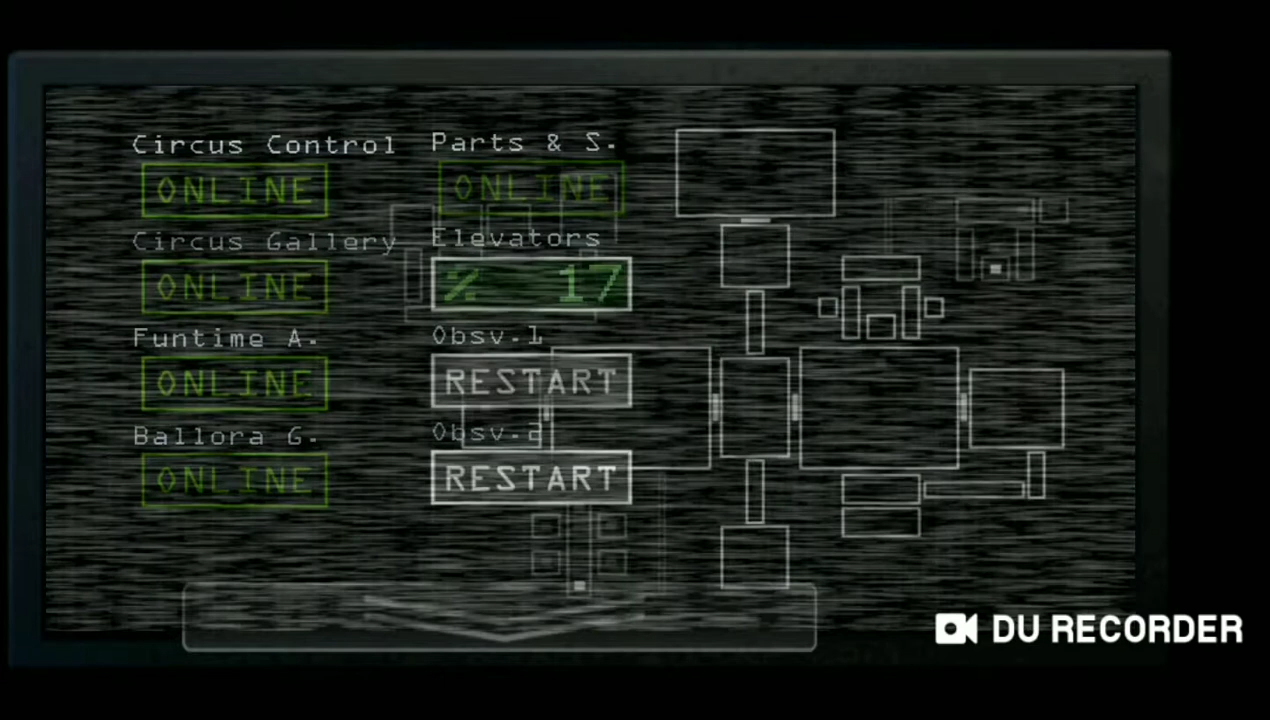 Circus Control
ONLINE
Circus Gallery
ONLINE
Funtime A.
ONLINE
Ballora G.
ONLINE
Parts & S.
ONLINE
Elevators
% 17
Obsv.1
RESTART
Obsv.2
RESTART
DU RECORDER